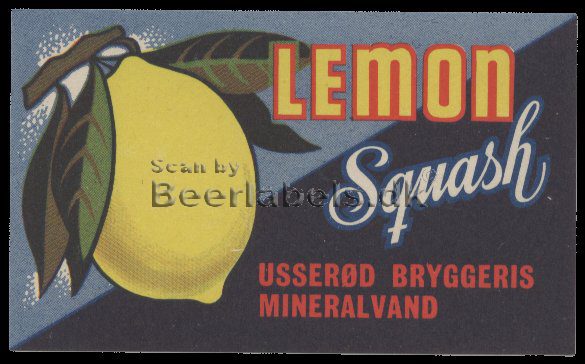 LEMON
Squash
Scan by
Beerlabels.dk
USSERØD BRYGGERIS
MINERALVAND